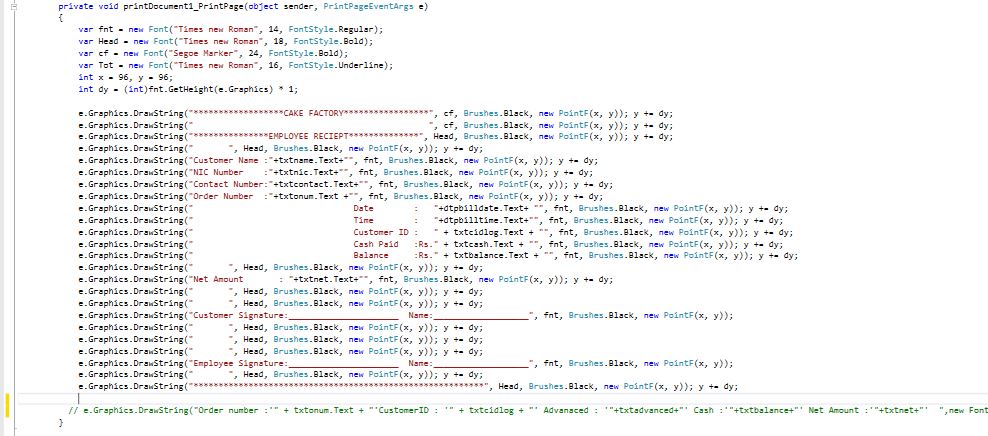 private void printDocument1_PrintPage(object sender, PrintPageEventArgs e)
{
var fnt = new Font("Times new Roman", 14, FontStyle.Regular);
var Head = new Font("Times new Roman", 18, FontStyle.Bold);
var cf = new Font("Segoe Marker", 24, FontStyle.Bold);
var Tot = new Font("Times new Roman", 16, FontStyle.Underline);
int x = 96, y = 96;
int dy = (int)fnt.GetHeight(e.Graphics) * 1;
e.Graphics.DrawString("******************CAKE FACTORY*****************", cf, Brushes.Black, new PointF(x, y)); y += dy;
e.Graphics.DrawString("                                               ", cf, Brushes.Black, new PointF(x, y)); y += dy;
e.Graphics.DrawString("***************EMPLOYEE RECIEPT**************", Head, Brushes.Black, new PointF(x, y)); y += dy;
e.Graphics.DrawString("       ", Head, Brushes.Black, new PointF(x, y)); y += dy;
e.Graphics.DrawString("Customer Name :"+txtname.Text+"", fnt, Brushes.Black, new PointF(x, y)); y += dy;
e.Graphics.DrawString("NIC Number    :"+txtnic.Text+"", fnt, Brushes.Black, new PointF(x, y)); y += dy;
e.Graphics.DrawString("Contact Number:"+txtcontact.Text+"", fnt, Brushes.Black, new PointF(x, y)); y += dy;
e.Graphics.DrawString("Order Number  :"+txtonum.Text +"", fnt, Brushes.Black, new PointF(x, y)); y += dy;
e.Graphics.DrawString("                                Date        :   "+dtpbilldate.Text+ "", fnt, Brushes.Black, new PointF(x, y)); y += dy;
e.Graphics.DrawString("                                Time        :   "+dtpbilltime.Text+"", fnt, Brushes.Black, new PointF(x, y)); y += dy;
e.Graphics.DrawString("                                Customer ID :   " + txtcidlog.Text + "", fnt, Brushes.Black, new PointF(x, y)); y += dy;
e.Graphics.DrawString("                                Cash Paid   :Rs." + txtcash.Text + "", fnt, Brushes.Black, new PointF(x, y)); y += dy;
e.Graphics.DrawString("                                Balance     :Rs." + txtbalance.Text + "", fnt, Brushes.Black, new PointF(x, y)); y += dy;
e.Graphics.DrawString("       ", Head, Brushes.Black, new PointF(x, y)); y += dy;
e.Graphics.DrawString("Net Amount       : "+txtnet.Text+"", fnt, Brushes.Black, new PointF(x, y)); y += dy;
e.Graphics.DrawString("       ", Head, Brushes.Black, new PointF(x, y)); y += dy;
e.Graphics.DrawString("       ", Head, Brushes.Black, new PointF(x, y)); y += dy;
e.Graphics.DrawString("Customer Signature:______________________  Name:___________________", fnt, Brushes.Black, new PointF(x, y));
e.Graphics.DrawString("       ", Head, Brushes.Black, new PointF(x, y)); y += dy;
e.Graphics.DrawString("       ", Head, Brushes.Black, new PointF(x, y)); y += dy;
e.Graphics.DrawString("       ", Head, Brushes.Black, new PointF(x, y)); y += dy;
e.Graphics.DrawString("Employee Signature:______________________  Name:___________________", fnt, Brushes.Black, new PointF(x, y));
e.Graphics.DrawString("       ", Head, Brushes.Black, new PointF(x, y)); y += dy;
e.Graphics.DrawString("**********************************************************", Head, Brushes.Black, new PointF(x, y)); y += dy;
// e.Graphics.DrawString("Order number :'" + txtonum.Text + "'CustomerID : '" + txtcidlog + "' Advanaced : '"+txtadvanced+"' Cash :'"+txtbalance+"' Net Amount :'"+txtnet+"'  ",new Font
}